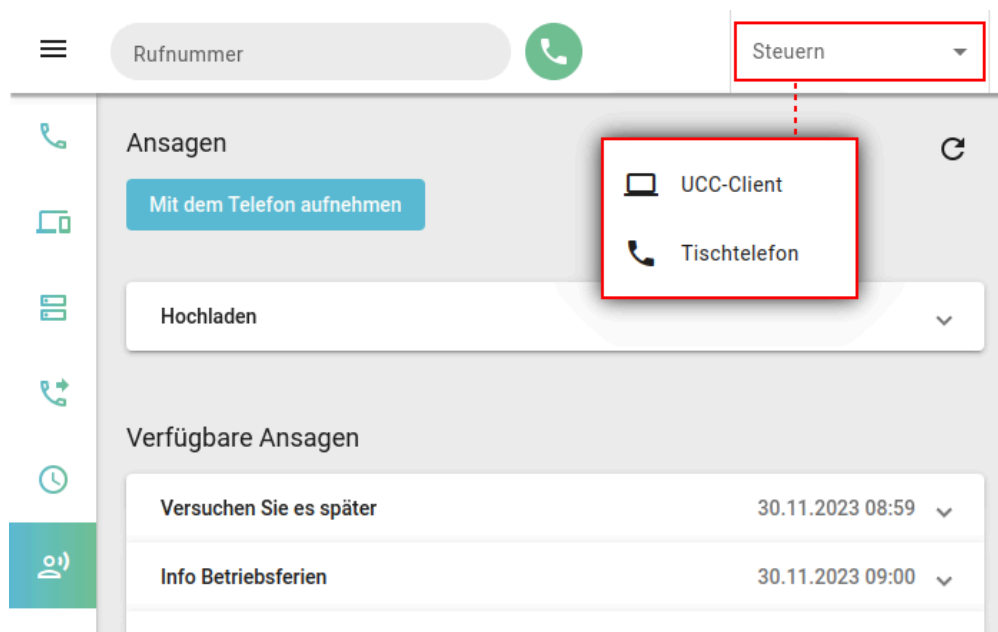 Rufnummer
Steuern
Ansagen
UCC-Client
Mit dem Telefon aufnehmen
Tischtelefon
Hochladen
Verfügbare Ansagen
Versuchen Sie es später 30.11.2023 08:59
Info Betriebsferien 30.11.2023 09:00